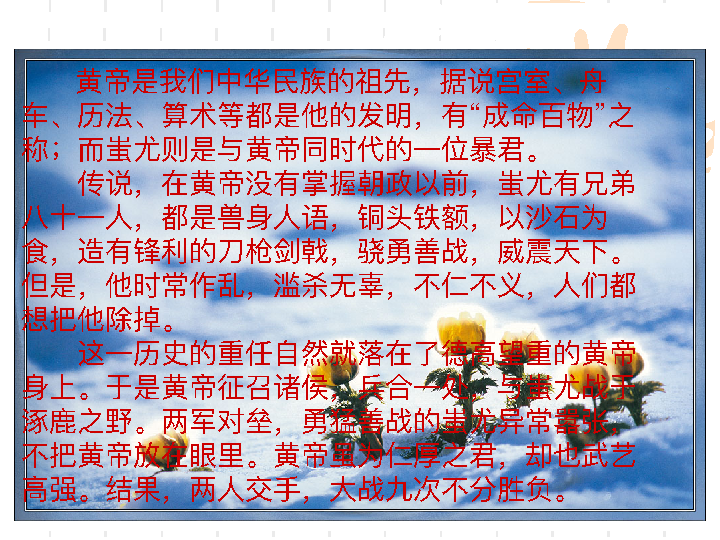 黄帝是我们中华民族的祖先，据说宫室、舟
车、历法、算术等都是他的发明，有“成命百物”之
称；而蚩尤则是与黄帝同时代的一位暴君。
传说，在黄帝没有掌握朝政以前，蚩尤有兄弟
八十一人，都是兽身人语，铜头铁额，以沙石为
食，造有锋利的刀枪剑戟，骁勇善战，威震天下。
但是，他时常作乱，滥杀无辜，不仁不义，人们都
想把他除掉。
这一历史的重任自然就落在了德高望重的黄帝
身上。于是黄帝征召诸侯，兵合一处，与蚩尤战于
涿鹿之野。两军对垒，勇猛善战的蚩尤异常嚣张，
不把黄帝放在眼里。黄帝虽为仁厚之君，却也武艺
高强。结果，两人交手，大战九次不分胜负。